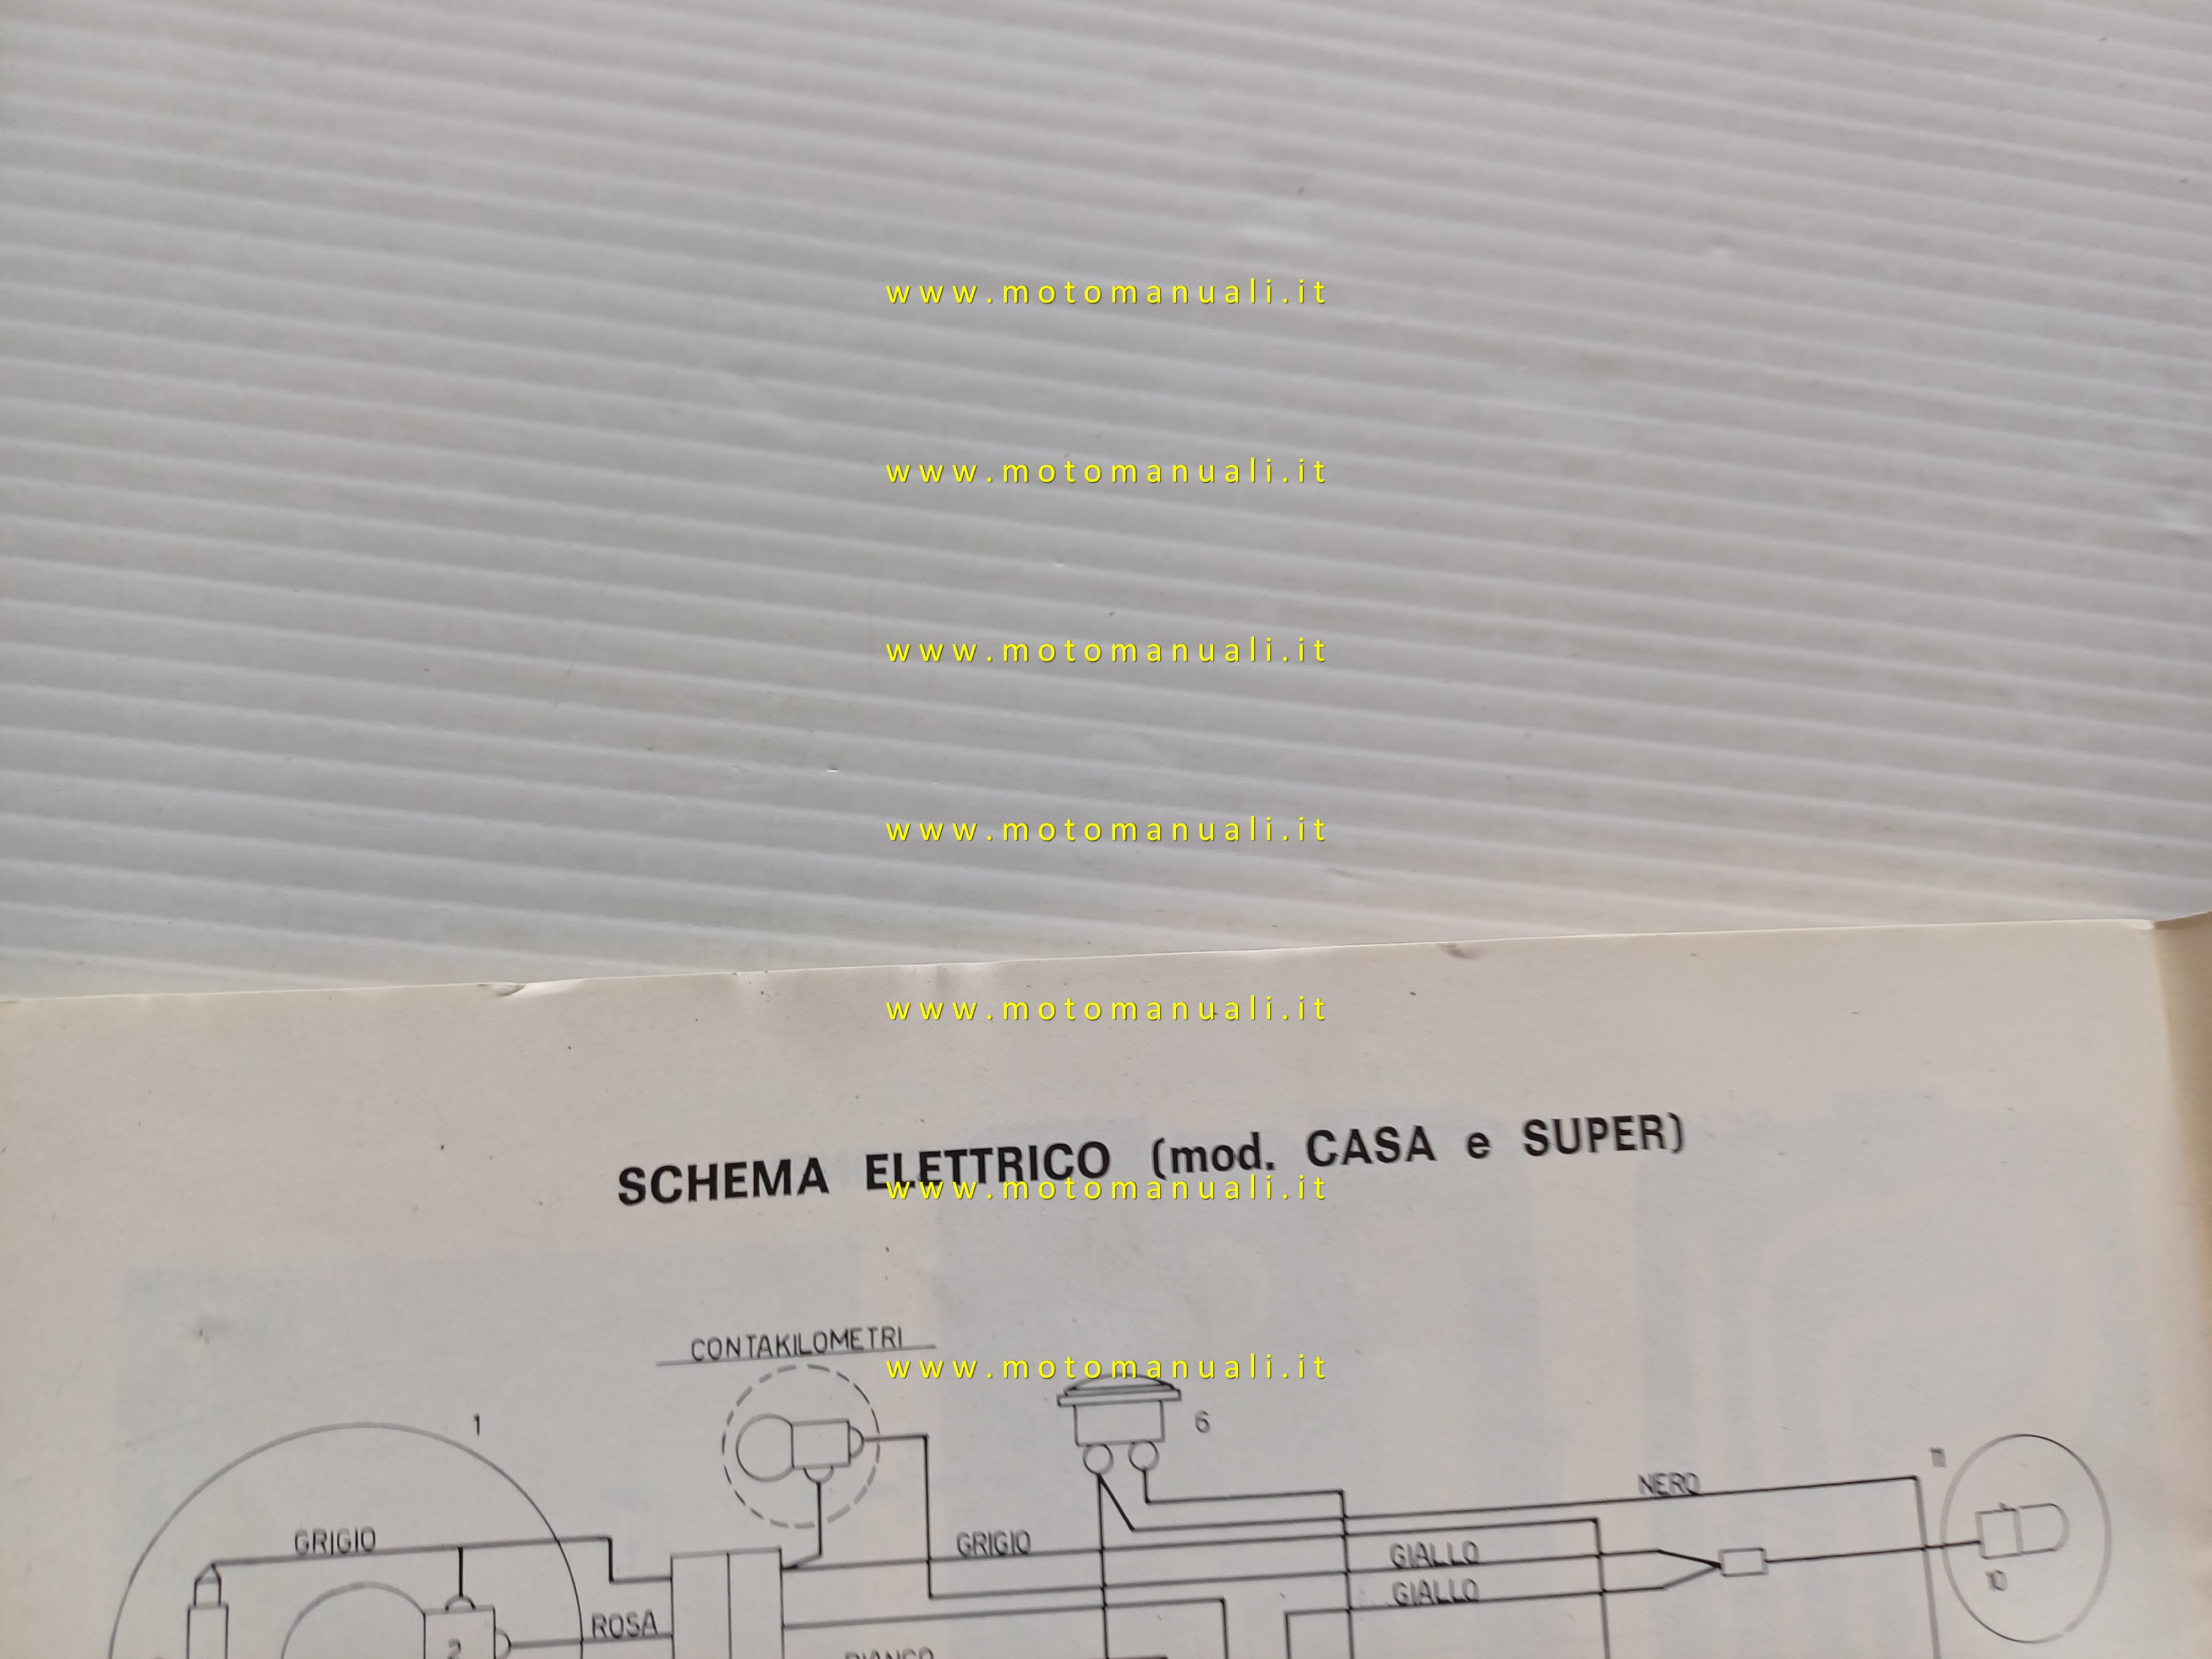 www.motomanuali.it
www.motomanuali.it
www.motomanuali.it
www.motomanuali.it
www.motomanuali.it
SCHEMA ELETTRICO (mod. CASA e SUPER)
www.motomanuali.it
CONTAKILOMETRI
www.motomanuali.it
1
6
11
NERO
GRIGIO
GRIGIO
GIALLO
10
GIALLO
ROSA
2
BIANCO